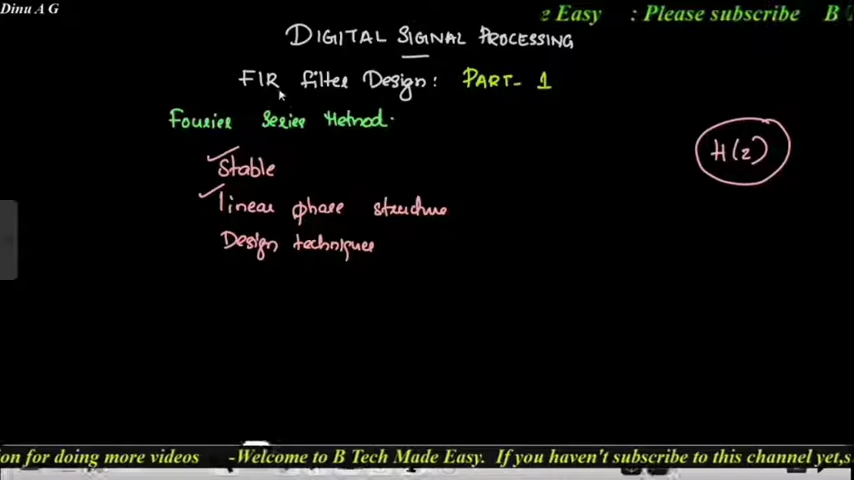 Dinu A G
e Easy : Please subscribe B
DIGITAL SIGNAL PROCESSING
FIR filter Design: PART- 1
Fourier Series Method.
H(z)
Stable
linear phase structure
Design techniques
on for doing more videos -Welcome to B Tech Made Easy. If you haven't subscribe to this channel yet,s